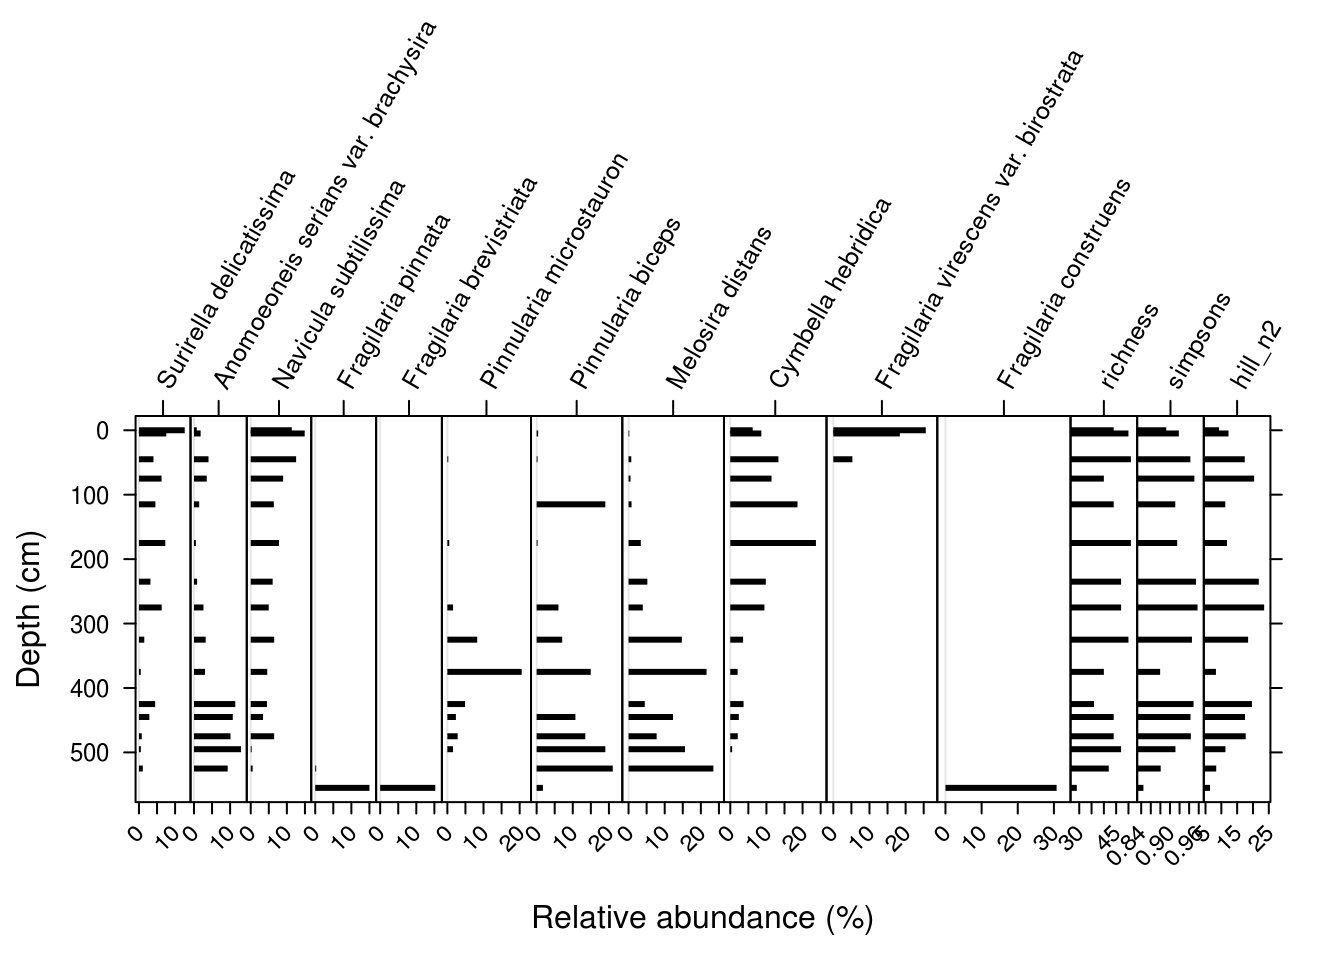 Surirella delicatissima
Anomoeoneis serians var. brachysira
Navicula subtilissima
Fragilaria pinnata
Fragilaria brevistriata
Pinnularia microstauron
Pinnularia biceps
Melosira distans
Cymbella hebridica
Fragilaria virescens var. birostrata
Fragilaria construens
richness
simpsons
hill_n2
Depth (cm)
0
100
200
300
400
500
0 10 0 10 0 10 0 10 0 10 0 10 20 0 10 20 0 10 20 0 10 20 0 10 20 0 10 20 30 30 45 0.84 0.90 0.96 5 15 25
Relative abundance (%)